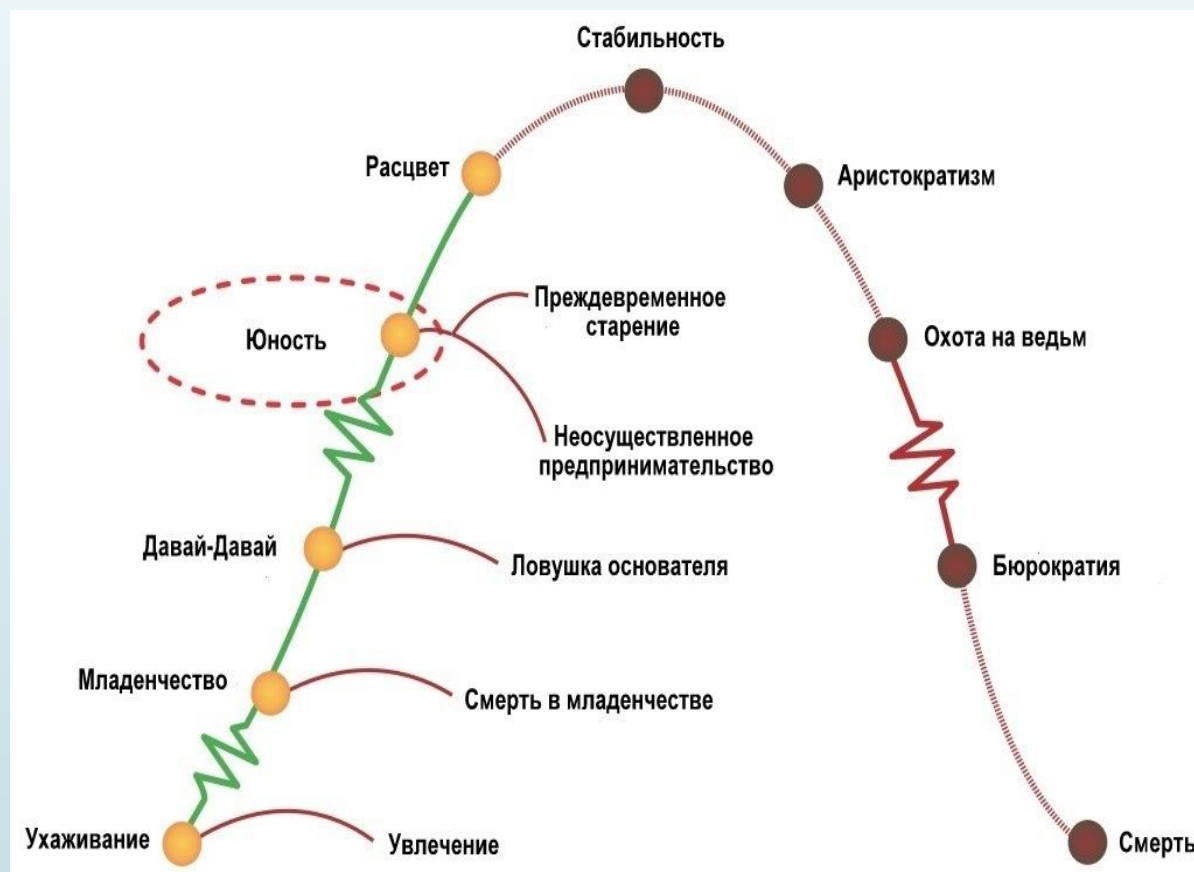 Стабильность
Расцвет
Аристократизм
Преждевременное
старение
Юность
Охота на ведьм
Неосуществленное
предпринимательство
Давай-Давай
Ловушка основателя
Бюрократия
Младенчество
Смерть в младенчестве
Ухаживание
Увлечение
Смерть